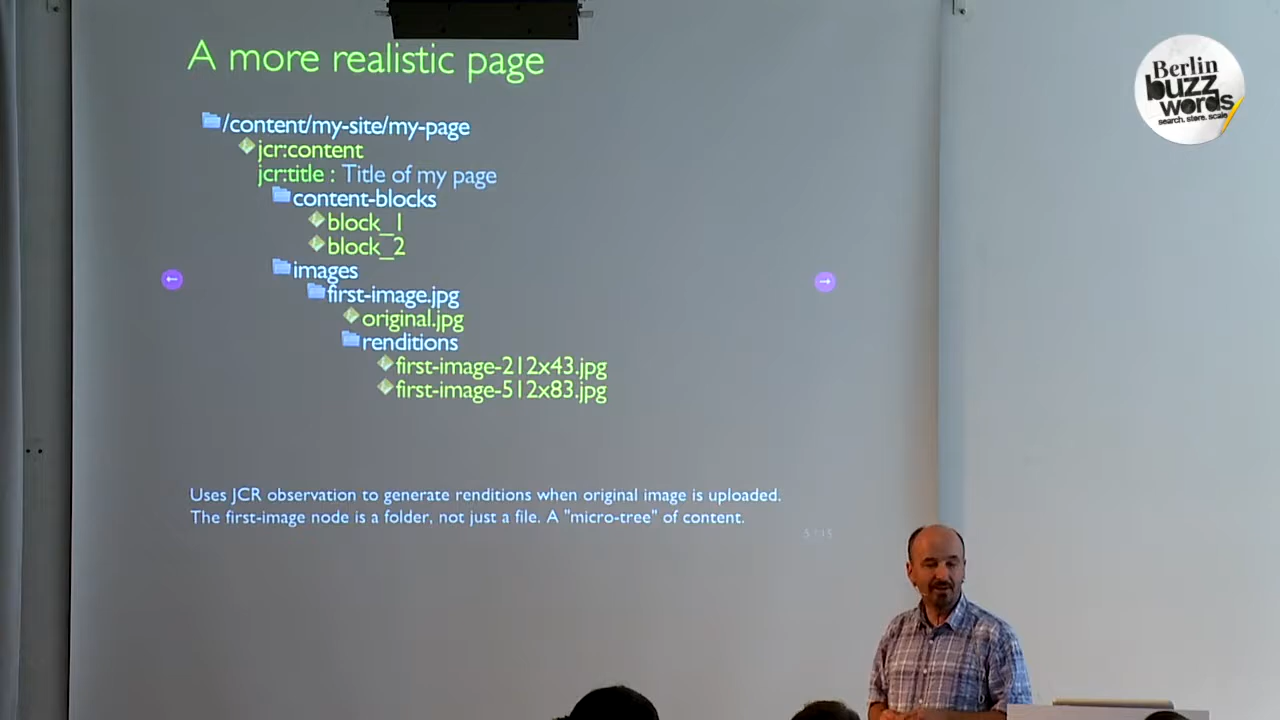 A more realistic page
/content/my-site/my-page
jcr:content
jcr:title : Title of my page
content-blocks
block_1
block_2
images
first-image.jpg
original.jpg
renditions
first-image-212x43.jpg
first-image-512x83.jpg
Uses JCR observation to generate renditions when original image is uploaded.
The first-image node is a folder, not just a file. A "micro-tree" of content.
5 / 15
Berlin
buzz
words
search. store. scale.